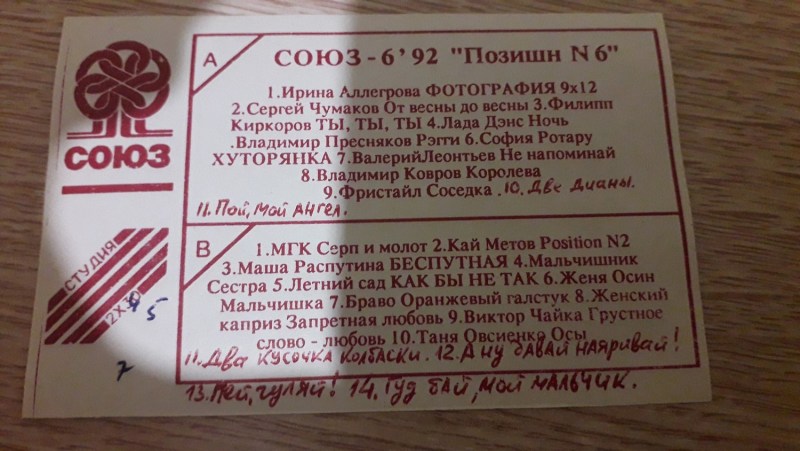 СОЮЗ
A
СОЮЗ - 6' 92 "Позишн N 6"
1.Ирина Аллегрова ФОТОГРАФИЯ 9х12
2.Сергей Чумаков От весны до весны 3.Филипп
Киркоров ТЫ, ТЫ, ТЫ 4.Лада Дэнс Ночь
.Владимир Пресняков Рэгги 6.София Ротару
ХУТОРЯНКА 7.ВалерийЛеонтьев Не напоминай
8.Владимир Ковров Королева
9.Фристайл Соседка .10. Две Дианы.
11. Пой, мой ангел.
СТУДИЯ
2X30
45
7
B
1.МГК Серп и молот 2.Кай Метов Position N2
3.Маша Распутина БЕСПУТНАЯ 4.Мальчишник
Сестра 5.Летний сад КАК БЫ НЕ ТАК 6.Женя Осин
Мальчишка 7.Браво Оранжевый галстук 8.Женский
каприз Запретная любовь 9.Виктор Чайка Грустное
слово - любовь 10.Таня Овсиенко Осы
11. Два кусочка колбаски. 12. А ну давай наяривай!
13. Пей, гуляй! 14. Гуд бай, мой мальчик.